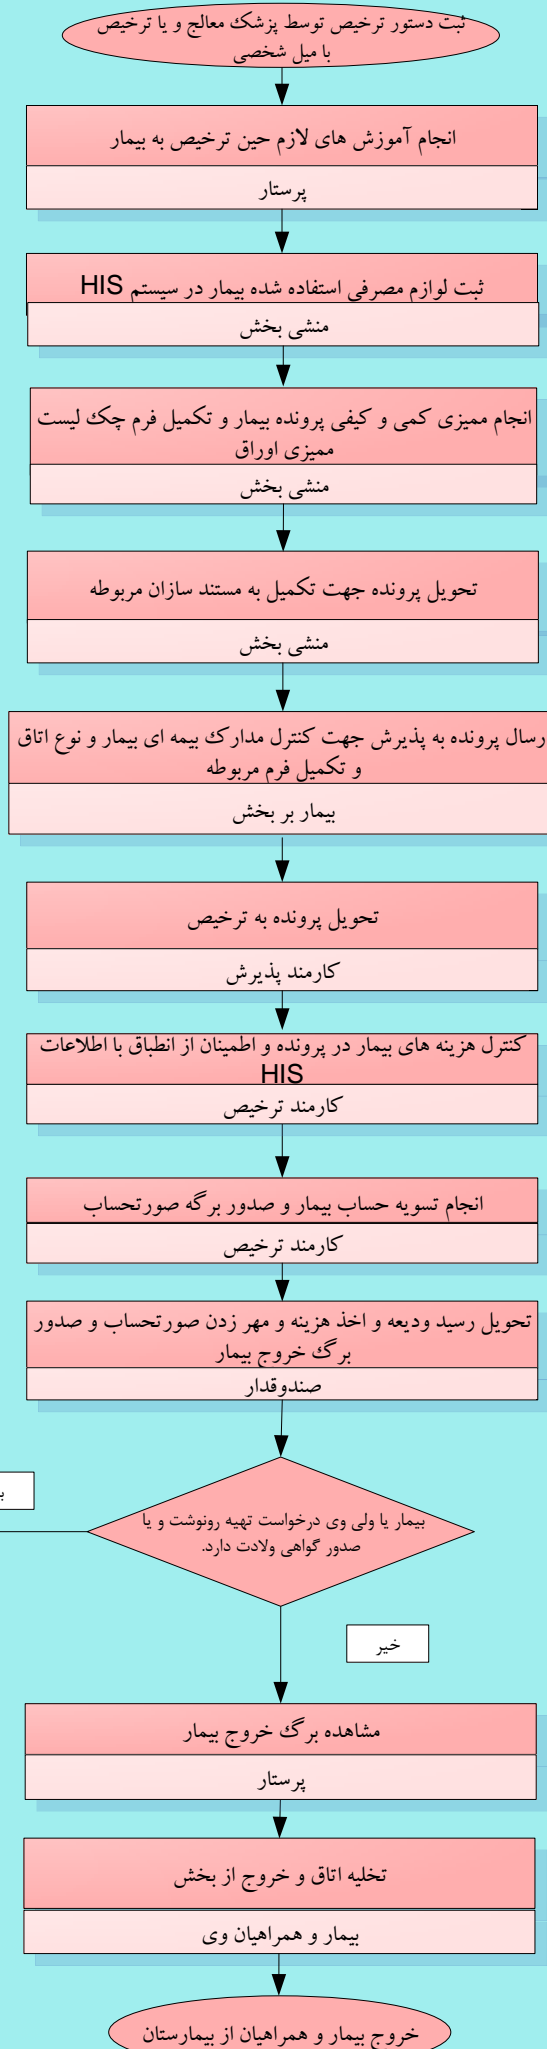 ثبت دستور ترخیص توسط پزشک معالج و یا ترخیص
با میل شخصی
انجام آموزش های لازم حین ترخیص به بیمار
پرستار
ثبت لوازم مصرفی استفاده شده بیمار در سیستم HIS
منشی بخش
انجام ممیزی کمی و کیفی پرونده بیمار و تکمیل فرم چک لیست
ممیزی اوراق
منشی بخش
تحویل پرونده جهت تکمیل به مستند سازان مربوطه
منشی بخش
رسال پرونده به پذیرش جهت کنترل مدارک بیمه ای بیمار و نوع اتاق
و تکمیل فرم مربوطه
بیمار بر بخش
تحویل پرونده به ترخیص
کارمند پذیرش
کنترل هزینه های بیمار در پرونده و اطمینان از انطباق با اطلاعات
HIS
کارمند ترخیص
انجام تسویه حساب بیمار و صدور برگه صورتحساب
کارمند ترخیص
تحویل رسید ودیعه و اخذ هزینه و مهر زدن صورتحساب و صدور
برگ خروج بیمار
صندوقدار
بیمار یا ولی وی درخواست تهیه رونوشت و یا
صدور گواهی ولادت دارد.
خیر
مشاهده برگ خروج بیمار
پرستار
تخلیه اتاق و خروج از بخش
بیمار و همراهیان وی
خروج بیمار و همراهیان از بیمارستان